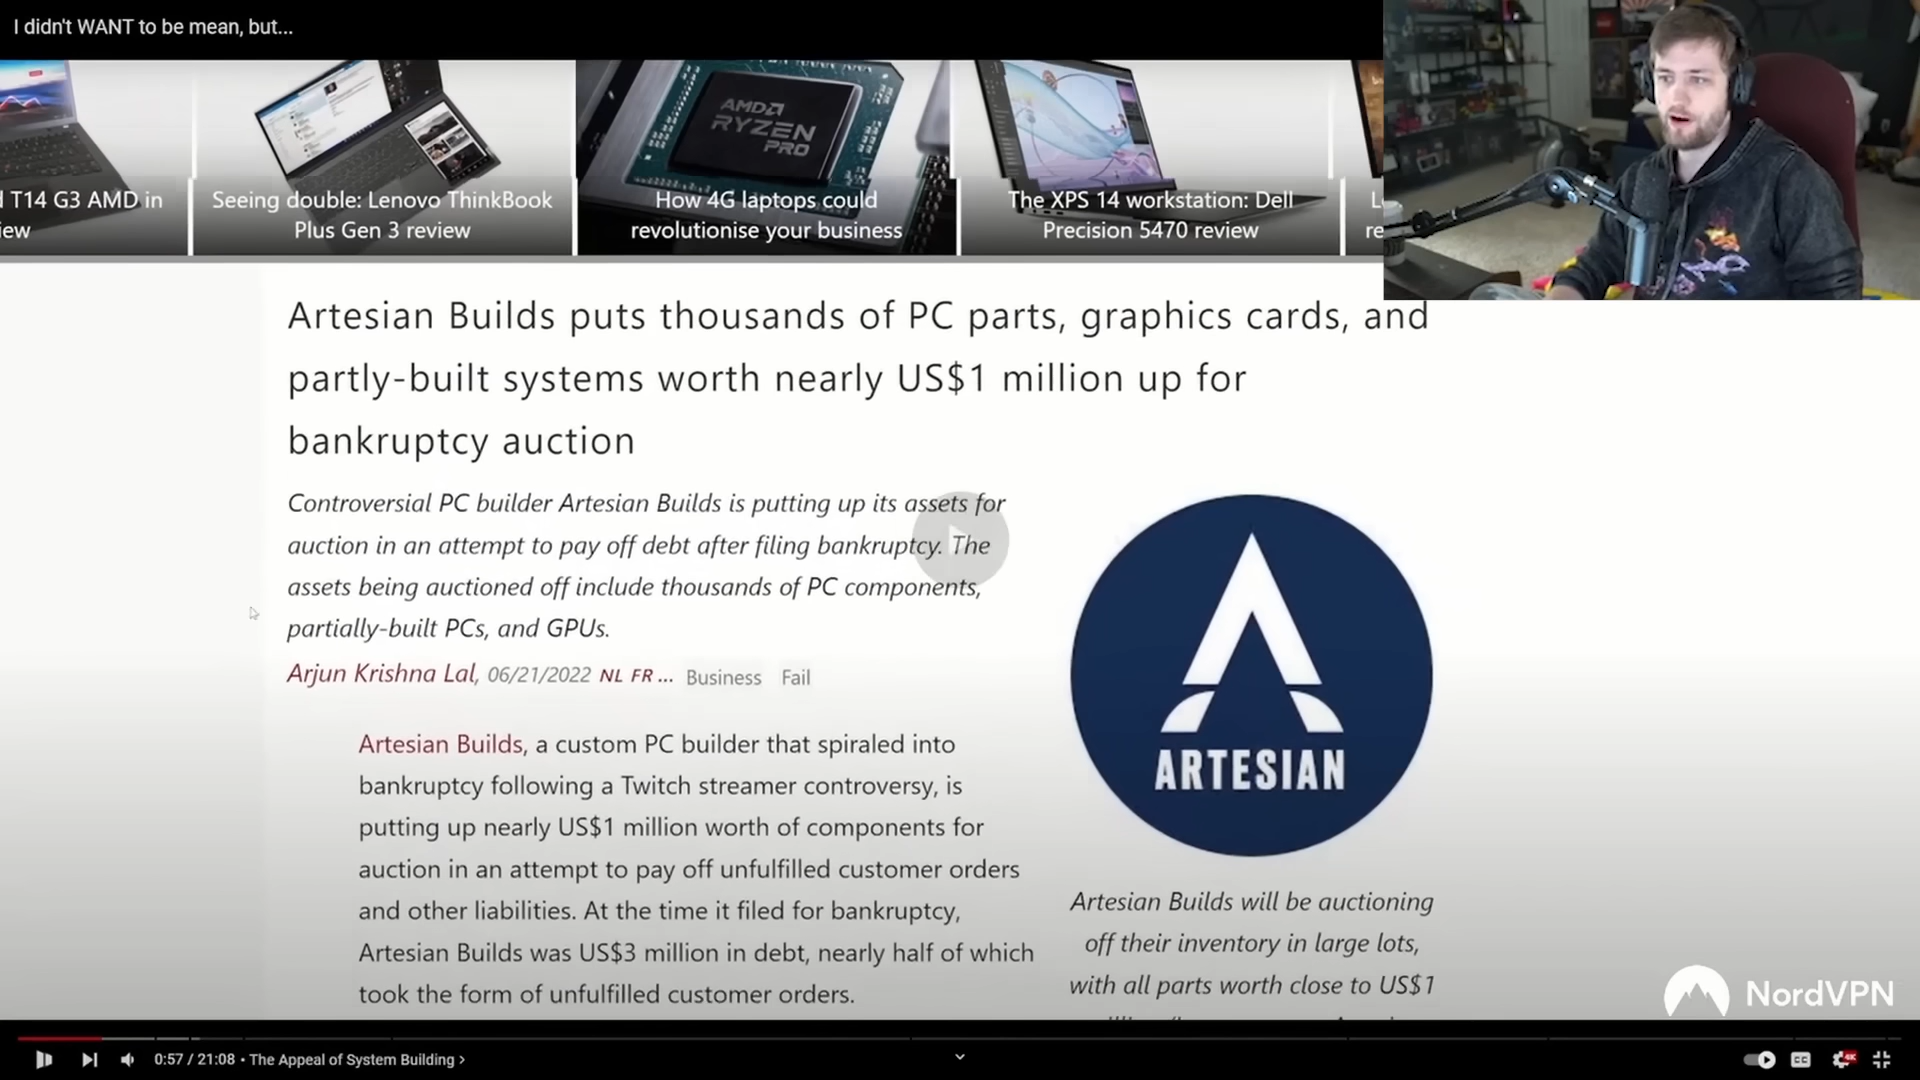 I didn't WANT to be mean, but...
T14 G3 AMD in
Seeing double: Lenovo ThinkBook
Plus Gen 3 review
AMD
RYZEN
PRO
How 4G laptops could
revolutionise your business
The XPS 14 workstation: Dell
Precision 5470 review
Artesian Builds puts thousands of PC parts, graphics cards, and
partly-built systems worth nearly US$1 million up for
bankruptcy auction
Controversial PC builder Artesian Builds is putting up its assets for
auction in an attempt to pay off debt after filing bankruptcy. The
assets being auctioned off include thousands of PC components,
partially-built PCs, and GPUs.
Arjun Krishna Lal, 06/21/2022 NL FR ... Business Fail
Artesian Builds, a custom PC builder that spiraled into
bankruptcy following a Twitch streamer controversy, is
putting up nearly US$1 million worth of components for
auction in an attempt to pay off unfulfilled customer orders
and other liabilities. At the time it filed for bankruptcy,
Artesian Builds was US$3 million in debt, nearly half of which
took the form of unfulfilled customer orders.
ARTESIAN
Artesian Builds will be auctioning
off their inventory in large lots,
with all parts worth close to US$1
NordVPN
0:57 / 21:08 • The Appeal of System Building >
CC
4K